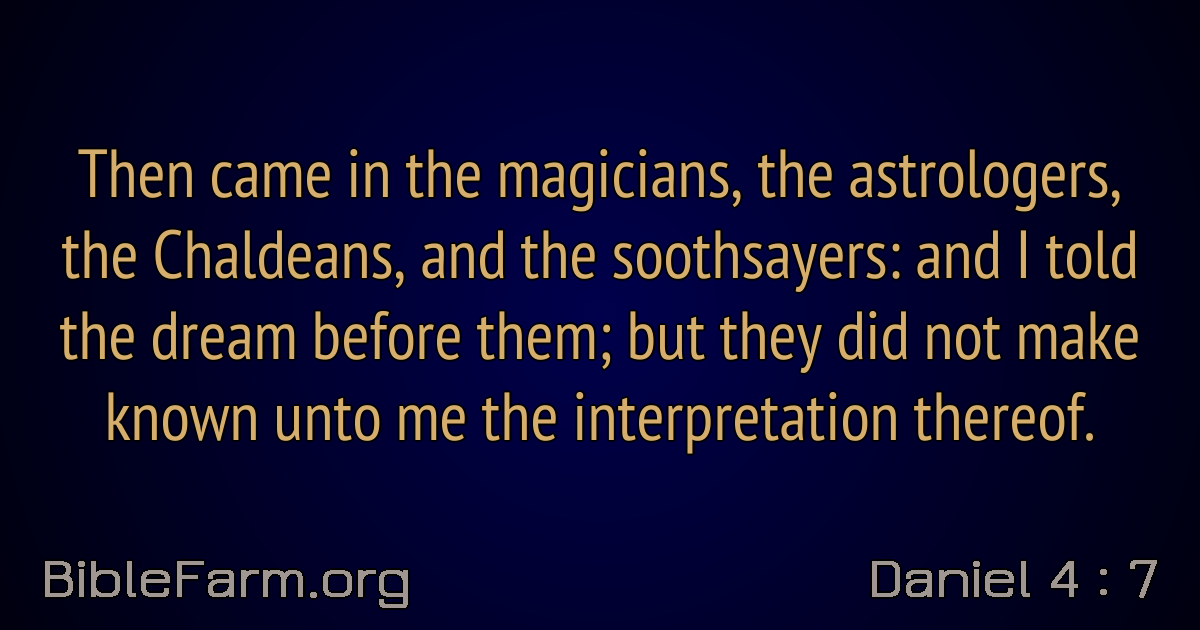 Then came in the magicians, the astrologers,
the Chaldeans, and the soothsayers: and I told
the dream before them; but they did not make
known unto me the interpretation thereof.
BibleFarm.org
Daniel 4 : 7